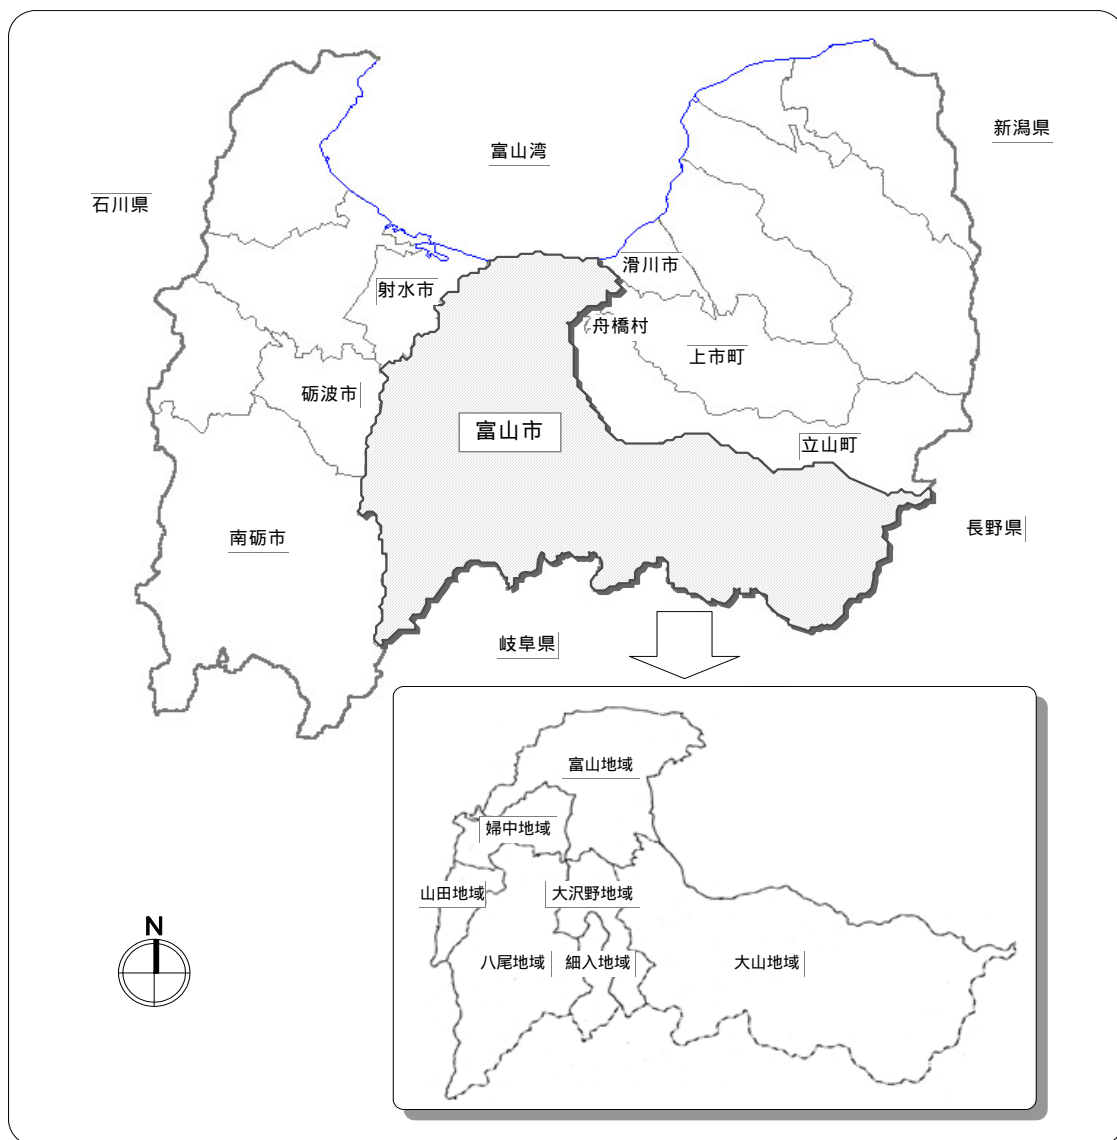 新潟県
富山湾
石川県
滑川市
射水市
舟橋村
上市町
砺波市
富山市
立山町
南砺市
長野県
岐阜県
富山地域
婦中地域
山田地域
大沢野地域
八尾地域
細入地域
大山地域
N